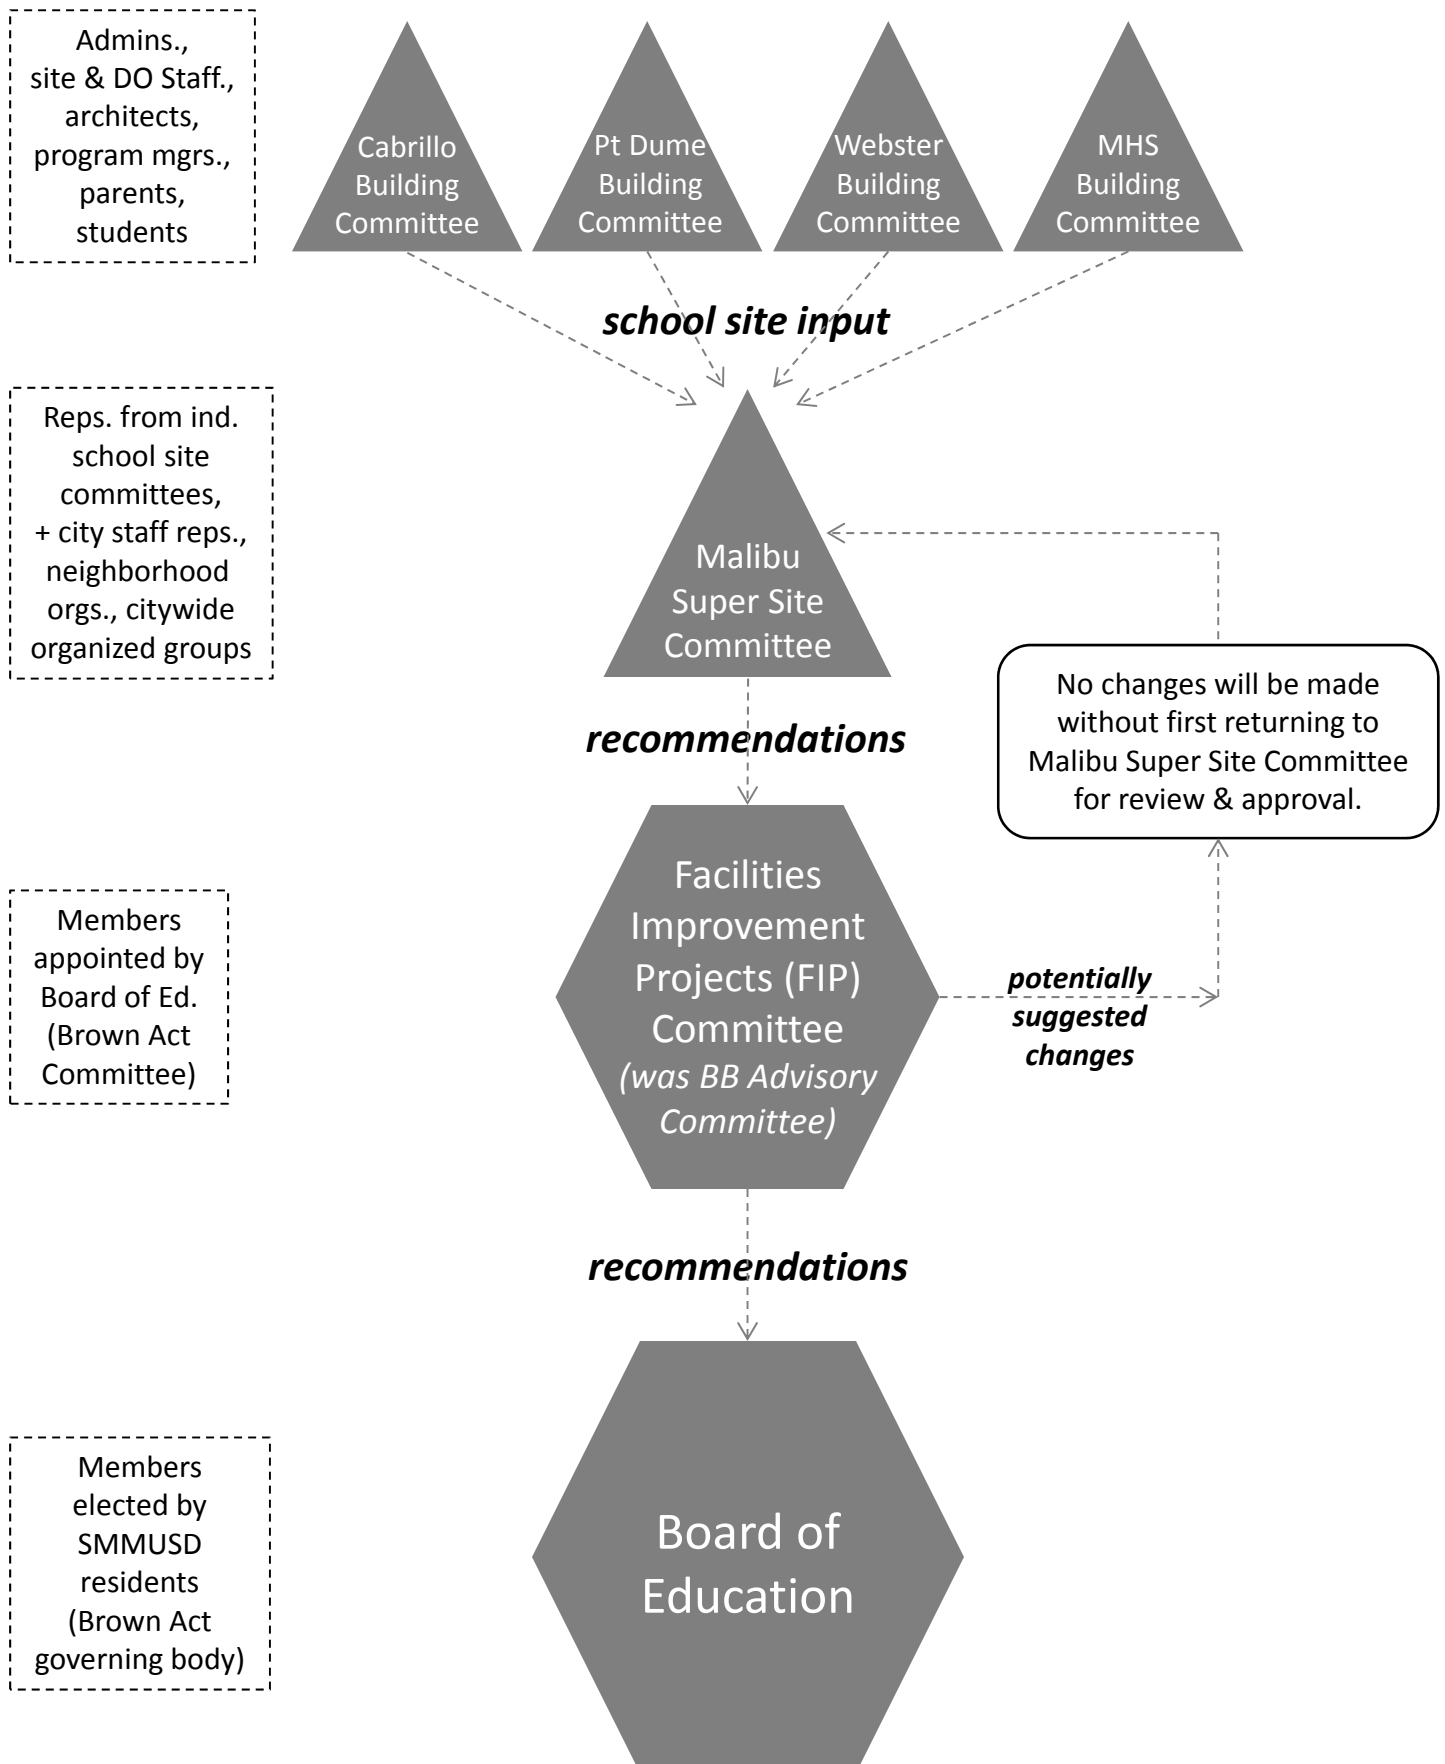 Admins.,
site & DO Staff.,
architects,
program mgrs.,
parents,
students
Cabrillo
Building
Committee
Pt Dume
Building
Committee
Webster
Building
Committee
MHS
Building
Committee
school site input
Reps. from ind.
school site
committees,
+ city staff reps.,
neighborhood
orgs., citywide
organized groups
Malibu
Super Site
Committee
No changes will be made
without first returning to
Malibu Super Site Committee
for review & approval.
recommendations
Members
appointed by
Board of Ed.
(Brown Act
Committee)
Facilities
Improvement
Projects (FIP)
Committee
(was BB Advisory
Committee)
potentially
suggested
changes
recommendations
Members
elected by
SMMUSD
residents
(Brown Act
governing body)
Board of
Education